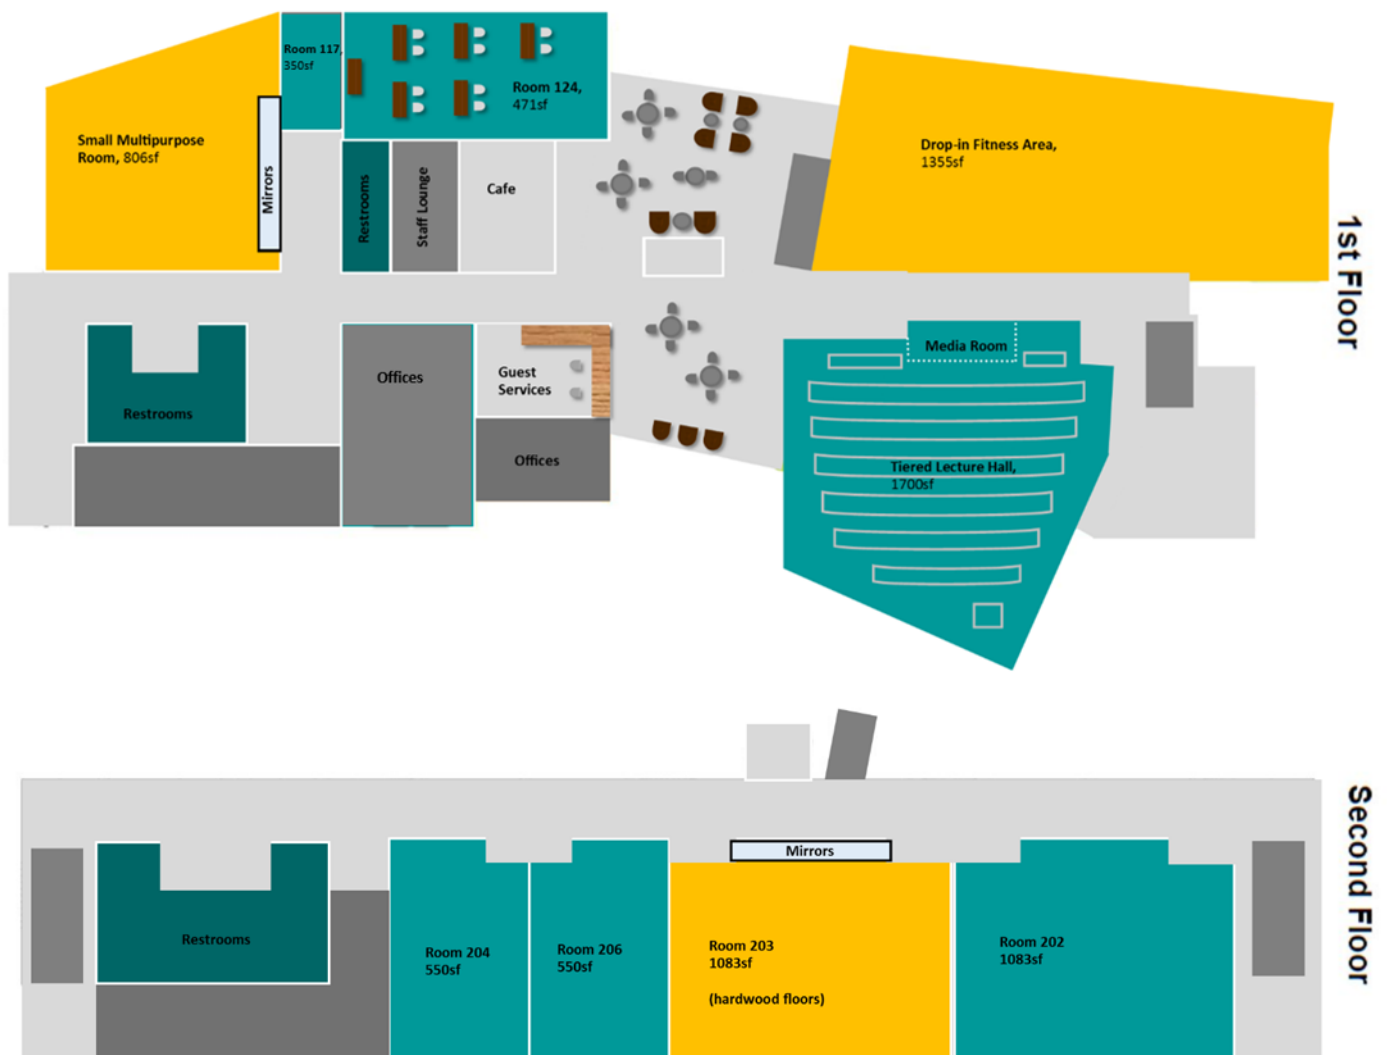 Room 117,
350sf
Room 124,
471sf
Small Multipurpose
Room, 806sf
Mirrors
Restrooms
Staff Lounge
Cafe
Drop-in Fitness Area,
1355sf
1st Floor
Restrooms
Offices
Guest
Services
Offices
Media Room
Tiered Lecture Hall,
1700sf
Second Floor
Mirrors
Restrooms
Room 204
550sf
Room 206
550sf
Room 203
1083sf
(hardwood floors)
Room 202
1083sf